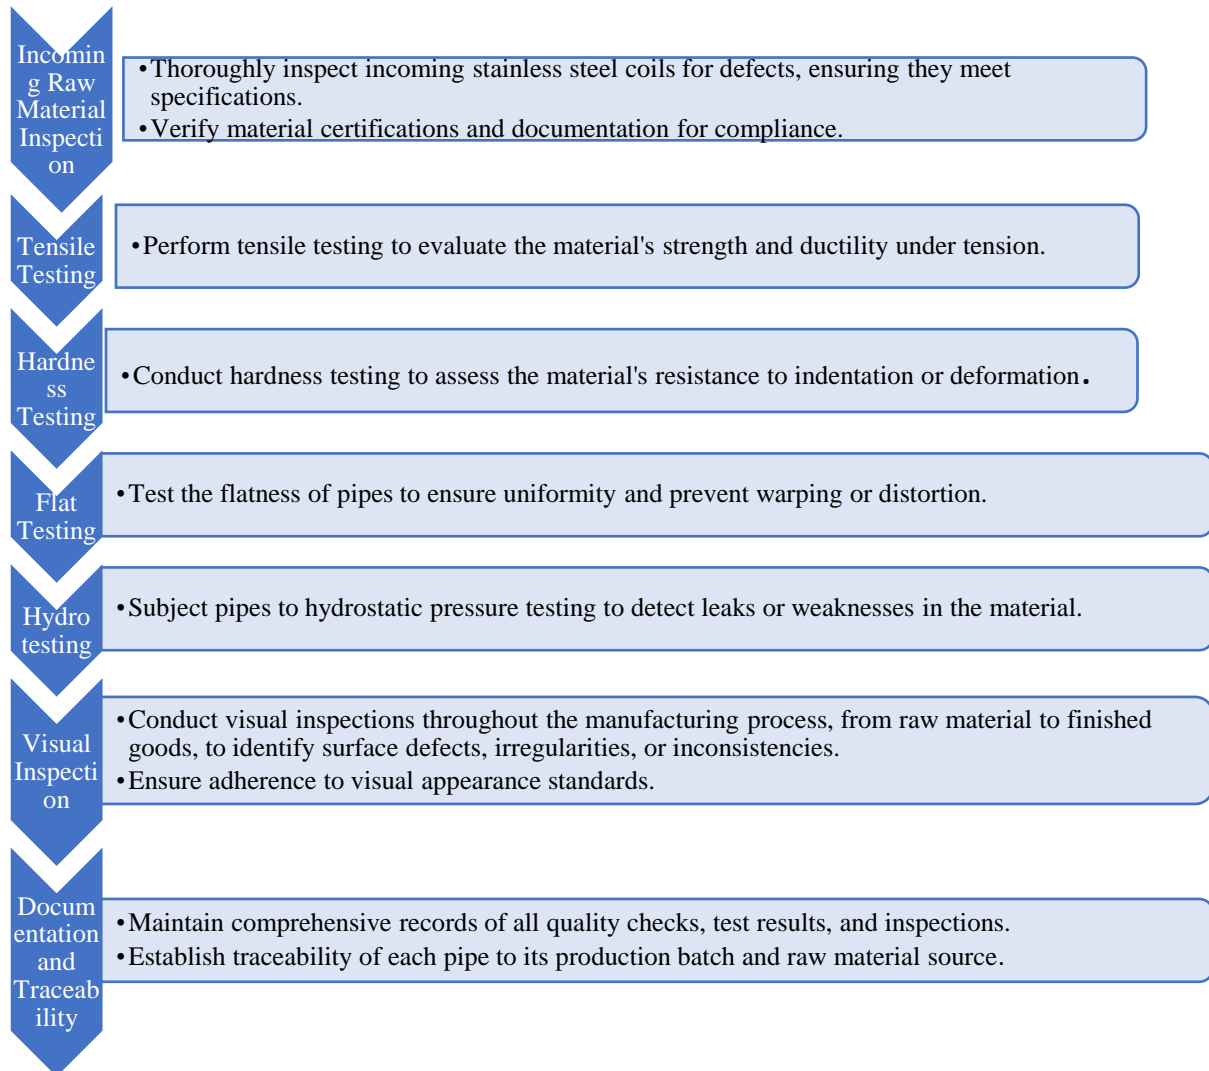 Incomin
g Raw
Material
Inspecti
on
•Thoroughly inspect incoming stainless steel coils for defects, ensuring they meet
specifications.
•Verify material certifications and documentation for compliance.
Tensile
Testing
•Perform tensile testing to evaluate the material's strength and ductility under tension.
Hardne
ss
Testing
•Conduct hardness testing to assess the material's resistance to indentation or deformation.
Flat
Testing
•Test the flatness of pipes to ensure uniformity and prevent warping or distortion.
Hydro
testing
•Subject pipes to hydrostatic pressure testing to detect leaks or weaknesses in the material.
Visual
Inspecti
on
•Conduct visual inspections throughout the manufacturing process, from raw material to finished
goods, to identify surface defects, irregularities, or inconsistencies.
•Ensure adherence to visual appearance standards.
Docum
entation
and
Traceab
ility
•Maintain comprehensive records of all quality checks, test results, and inspections.
•Establish traceability of each pipe to its production batch and raw material source.